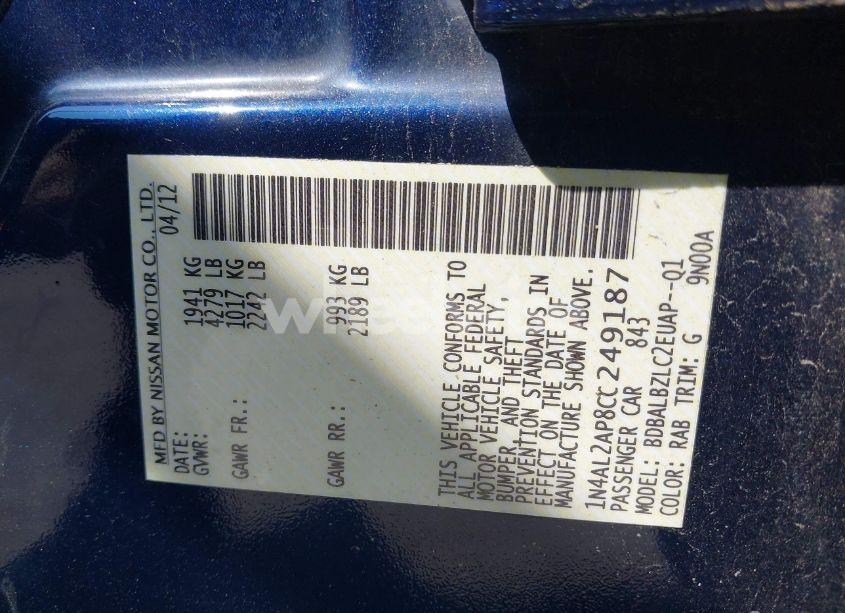 MFD BY NISSAN MOTOR CO., LTD.
DATE: 04/12
GVWR: 1941 KG
4279 LB
GAWR FR.: 1017 KG
2242 LB
GAWR RR.: 993 KG
2189 LB
THIS VEHICLE CONFORMS TO
ALL APPLICABLE FEDERAL
MOTOR VEHICLE SAFETY,
BUMPER, AND THEFT
PREVENTION STANDARDS IN
EFFECT ON THE DATE OF
MANUFACTURE SHOWN ABOVE.
1N4AL2AP8CC249187
PASSENGER CAR 843
MODEL: BDBALBZLC2EUAP--Q1
COLOR: RAB TRIM: G 9N00A